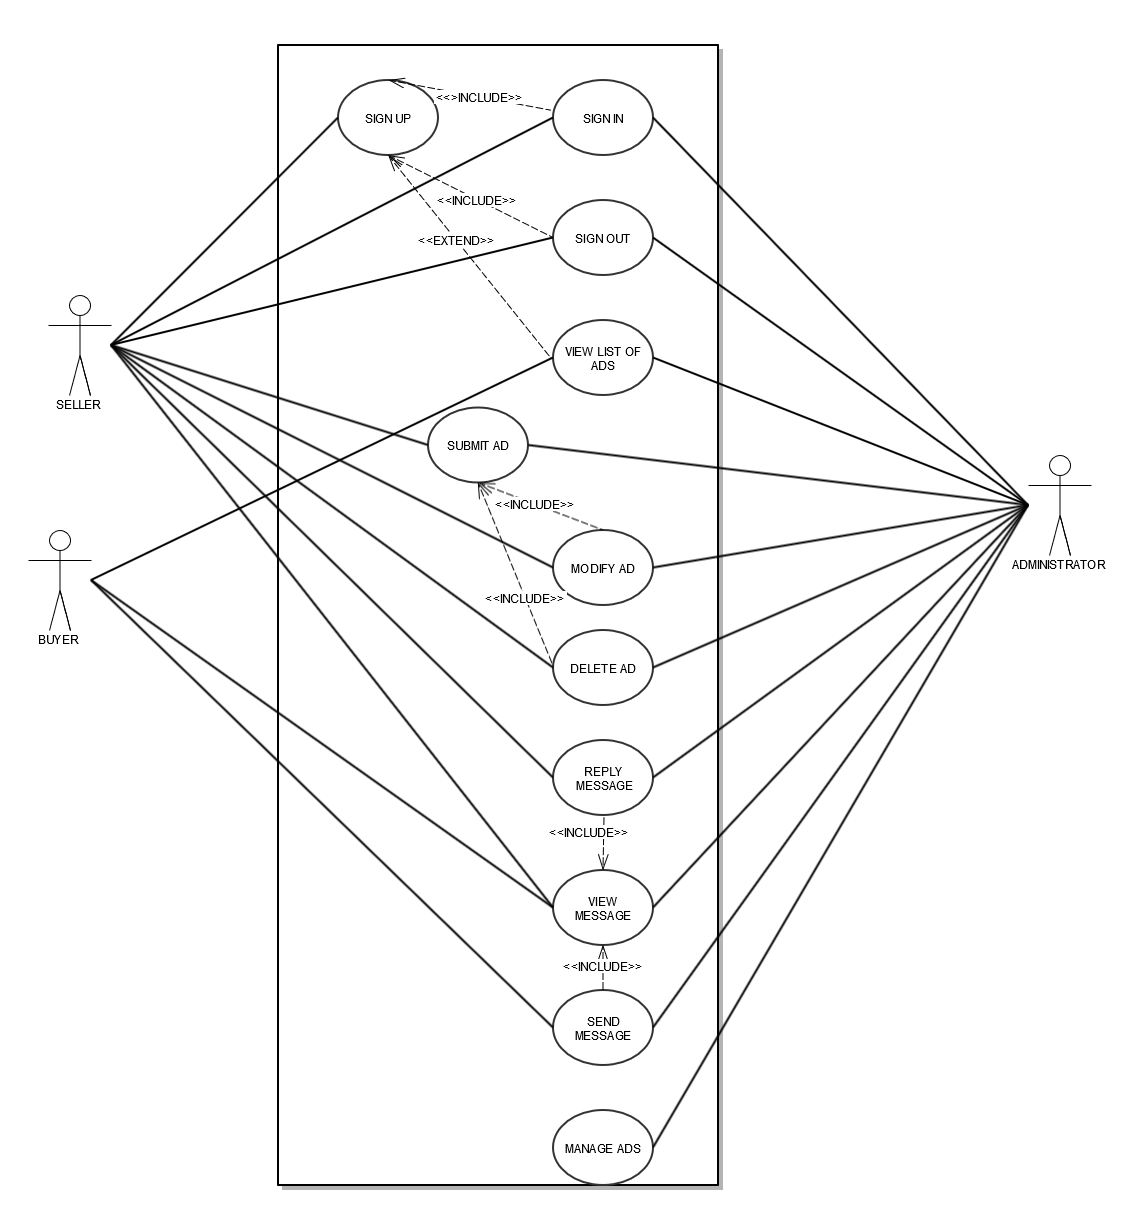 <<>INCLUDE>>
SIGN UP
SIGN IN
<<INCLUDE>>
<<EXTEND>>
SIGN OUT
VIEW LIST OF
ADS
SELLER
SUBMIT AD
<<INCLUDE>>
MODIFY AD
ADMINISTRATOR
<<INCLUDE>>
BUYER
DELETE AD
REPLY
MESSAGE
<<INCLUDE>>
VIEW
MESSAGE
<<INCLUDE>>
SEND
MESSAGE
MANAGE ADS